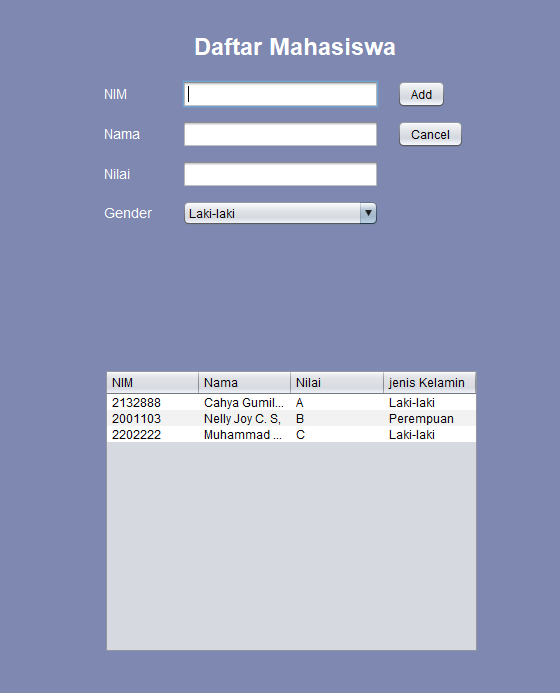 Daftar Mahasiswa
NIM Add
Nama Cancel
Nilai
Gender Laki-laki
NIM Nama Nilai jenis Kelamin
2132888 Cahya Gumil... A Laki-laki
2001103 Nelly Joy C. S, B Perempuan
2202222 Muhammad ... C Laki-laki